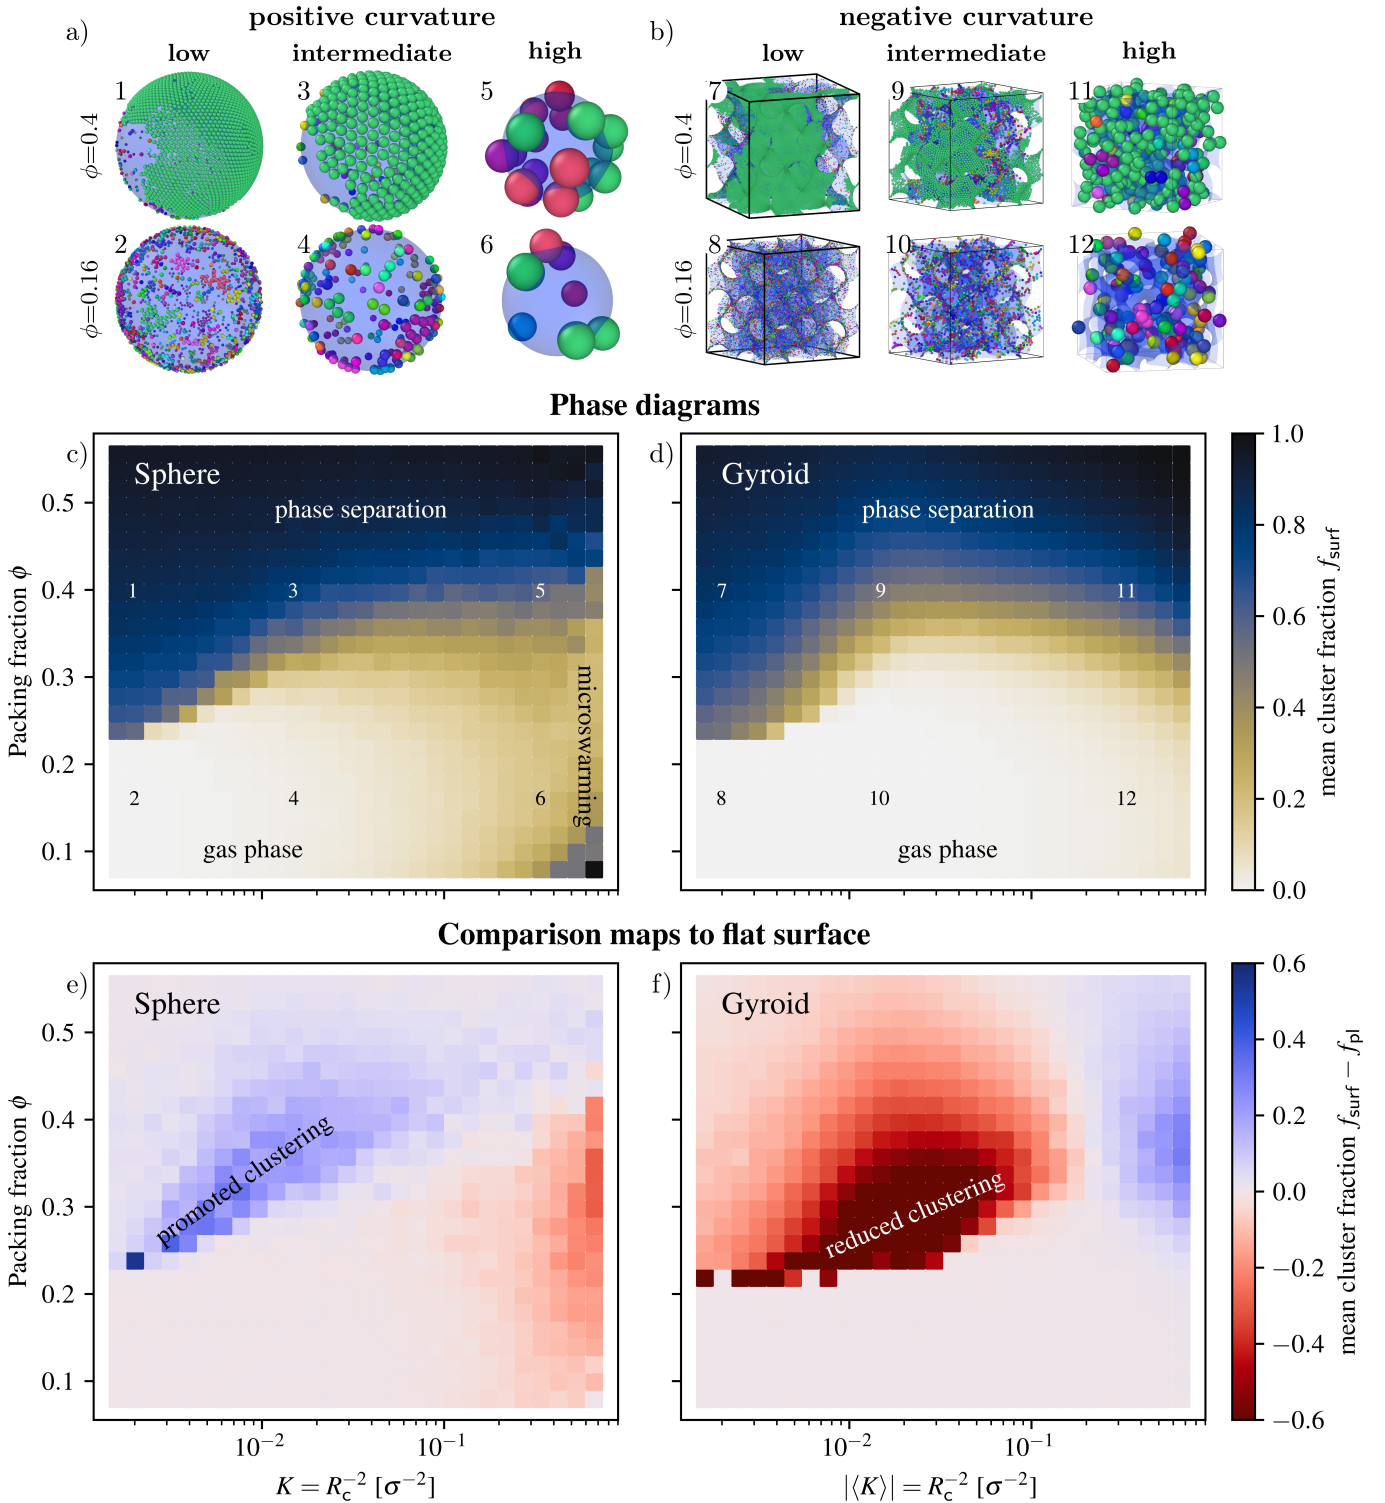 a)
positive curvature
low
intermediate
high
ϕ=0.4
1
3
5
ϕ=0.16
2
4
6
b)
negative curvature
low
intermediate
high
ϕ=0.4
7
9
11
ϕ=0.16
8
10
12
Phase diagrams
c)
Sphere
phase separation
1
3
5
2
4
6
microswarming
gas phase
0.5
0.4
0.3
0.2
0.1
Packing fraction ϕ
d)
Gyroid
phase separation
7
9
11
8
10
12
gas phase
1.0
0.8
0.6
0.4
0.2
0.0
mean cluster fraction f_surf
Comparison maps to flat surface
e)
Sphere
promoted clustering
0.5
0.4
0.3
0.2
0.1
Packing fraction ϕ
10⁻²
10⁻¹
K = R_c⁻² [σ⁻²]
f)
Gyroid
reduced clustering
10⁻²
10⁻¹
|⟨K⟩| = R_c⁻² [σ⁻²]
0.6
0.4
0.2
0.0
−0.2
−0.4
−0.6
mean cluster fraction f_surf − f_pl